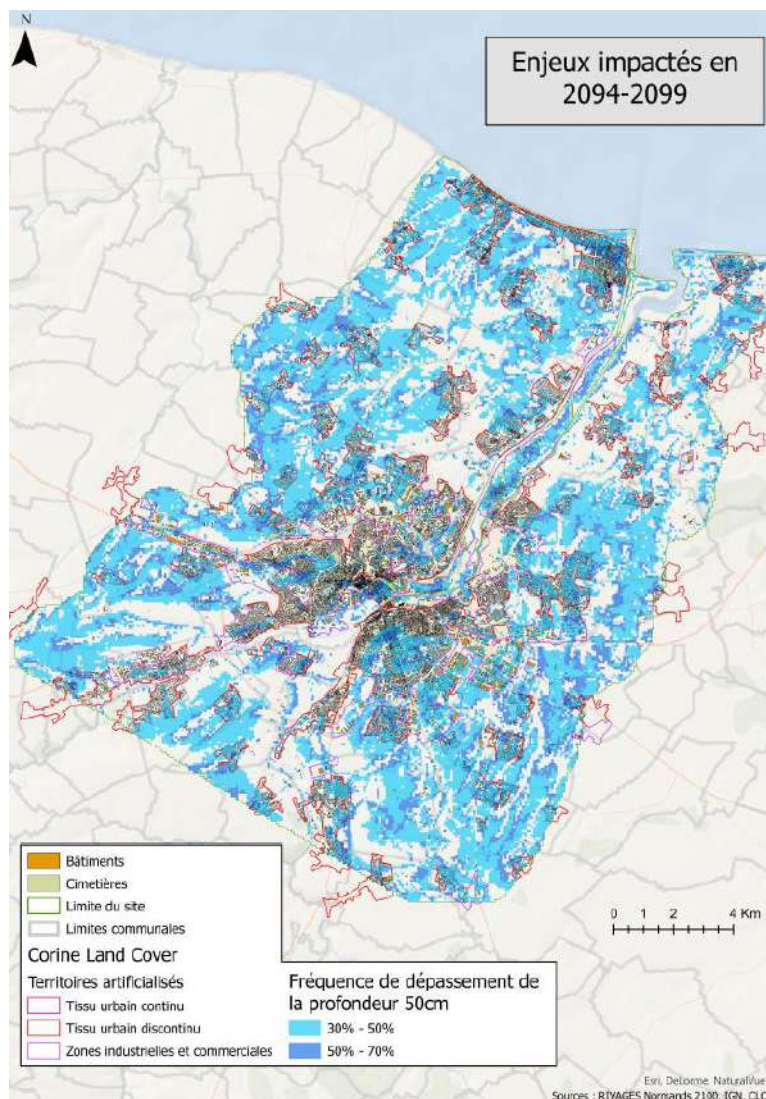 N
Enjeux impactés en
2094-2099
Bâtiments
Cimetières
Limite du site
Limites communales
Corine Land Cover
Territoires artificialisés
Tissu urbain continu
Tissu urbain discontinu
Zones industrielles et commerciales
Fréquence de dépassement de
la profondeur 50cm
30% - 50%
50% - 70%
0 1 2 4 Km
Esri, DeLorme, NaturalVue
Sources : RIVAGES Normands 2100, IGN, CLC